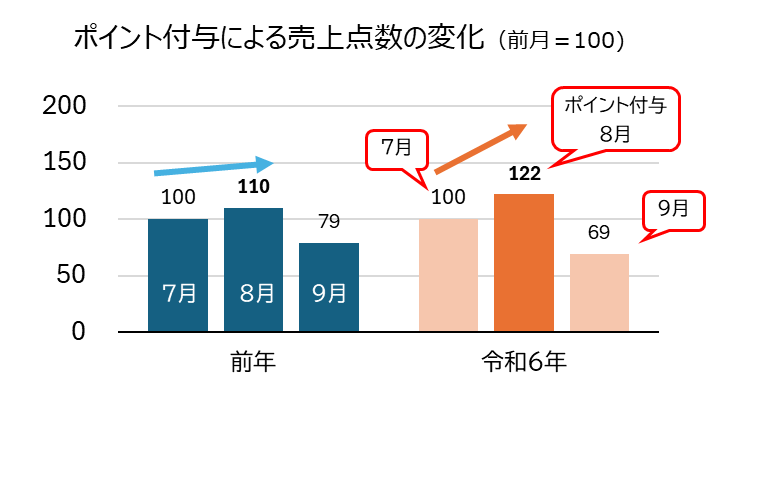 ポイント付与による売上点数の変化（前月＝100）
200
150
100
50
0
100
110
79
7月
8月
9月
前年
7月
ポイント付与
8月
9月
100
122
69
令和6年